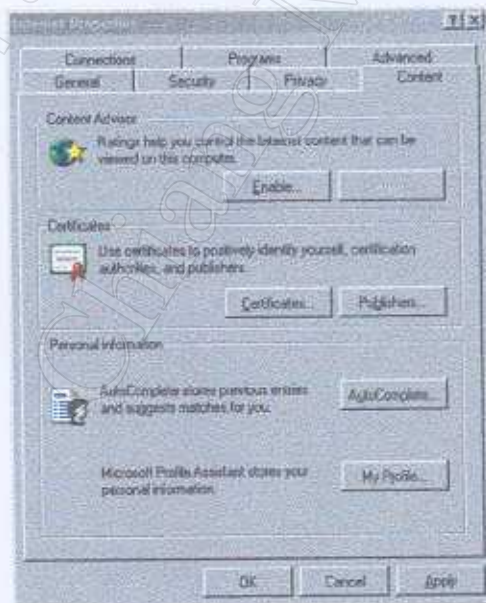 Internet Properties
Connections Programs Advanced
General Security Privacy Content
Content Advisor
Ratings help you control the Internet content that can be
viewed on this computer.
Enable...
Certificates
Use certificates to positively identify yourself, certification
authorities, and publishers.
Certificates... Publishers...
Personal information
AutoComplete stores previous entries
and suggests matches for you.
AutoComplete...
Microsoft Profile Assistant stores your
personal information.
My Profile...
OK Cancel Apply